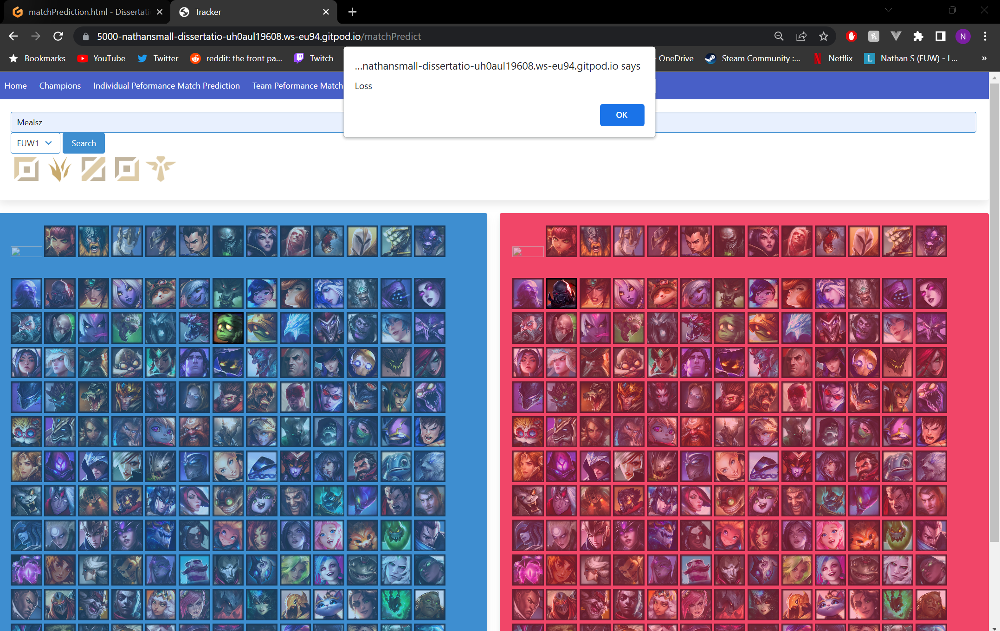 matchPrediction.html - Dissertati
Tracker
5000-nathansmall-dissertatio-uh0aul19608.ws-eu94.gitpod.io/matchPredict
N
Bookmarks
YouTube
Twitter
reddit: the front pa...
Twitch
- OneDrive
Steam Community :...
Netflix
L
Nathan S (EUW) - L...
»
...nathansmall-dissertatio-uh0aul19608.ws-eu94.gitpod.io says
Loss
OK
Home
Champions
Individual Peformance Match Prediction
Team Peformance Match
Mealsz
EUW1
Search